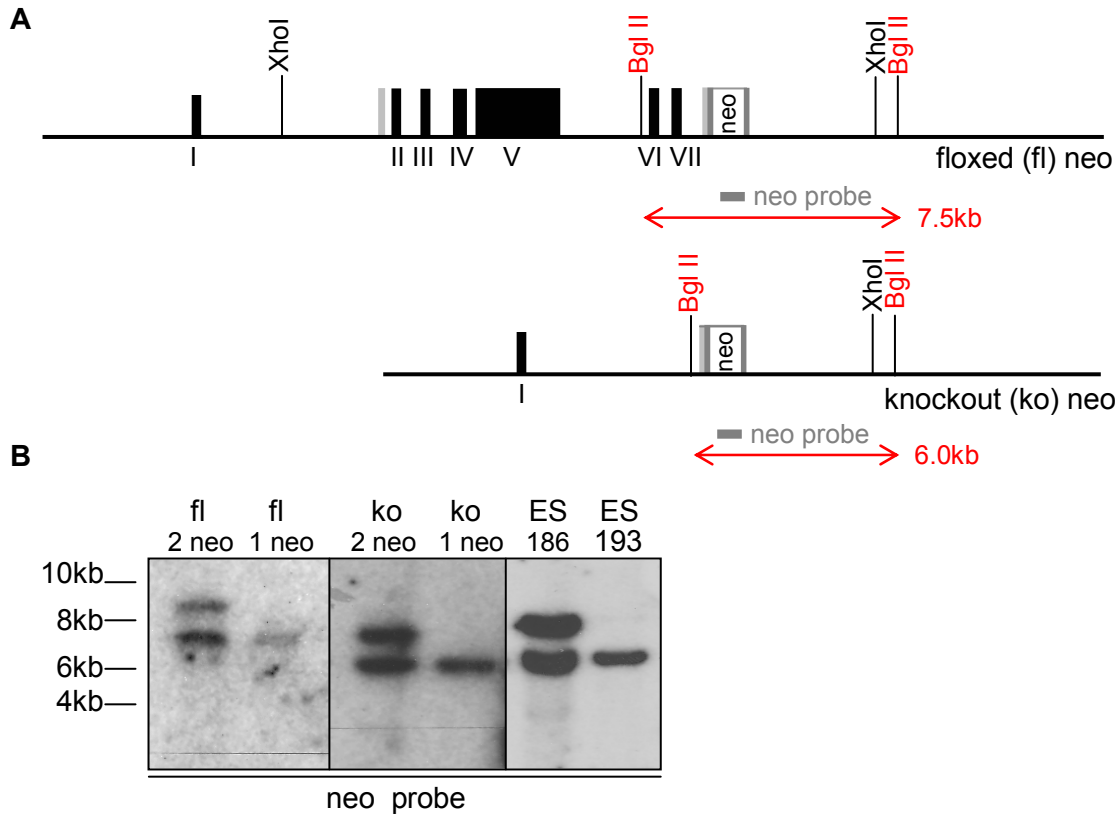 A
XhoI
Bgl II
XhoI
Bgl II
neo
I
II III IV V VI VII
floxed (fl) neo
neo probe
7.5kb
Bgl II
XhoI
Bgl II
neo
I
knockout (ko) neo
neo probe
6.0kb
B
fl fl ko ko ES ES
2 neo 1 neo 2 neo 1 neo 186 193
10kb
8kb
6kb
4kb
neo probe